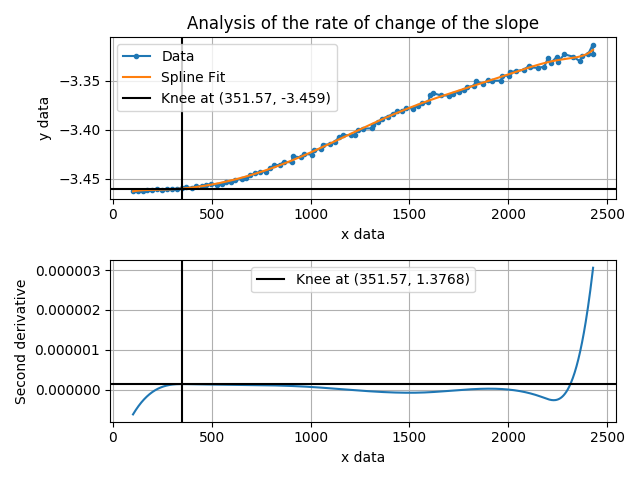 Analysis of the rate of change of the slope
Data
Spline Fit
Knee at (351.57, -3.459)
y data
−3.35
−3.40
−3.45
0
500
1000
1500
2000
2500
x data
Knee at (351.57, 1.3768)
Second derivative
0.000003
0.000002
0.000001
0.000000
0
500
1000
1500
2000
2500
x data